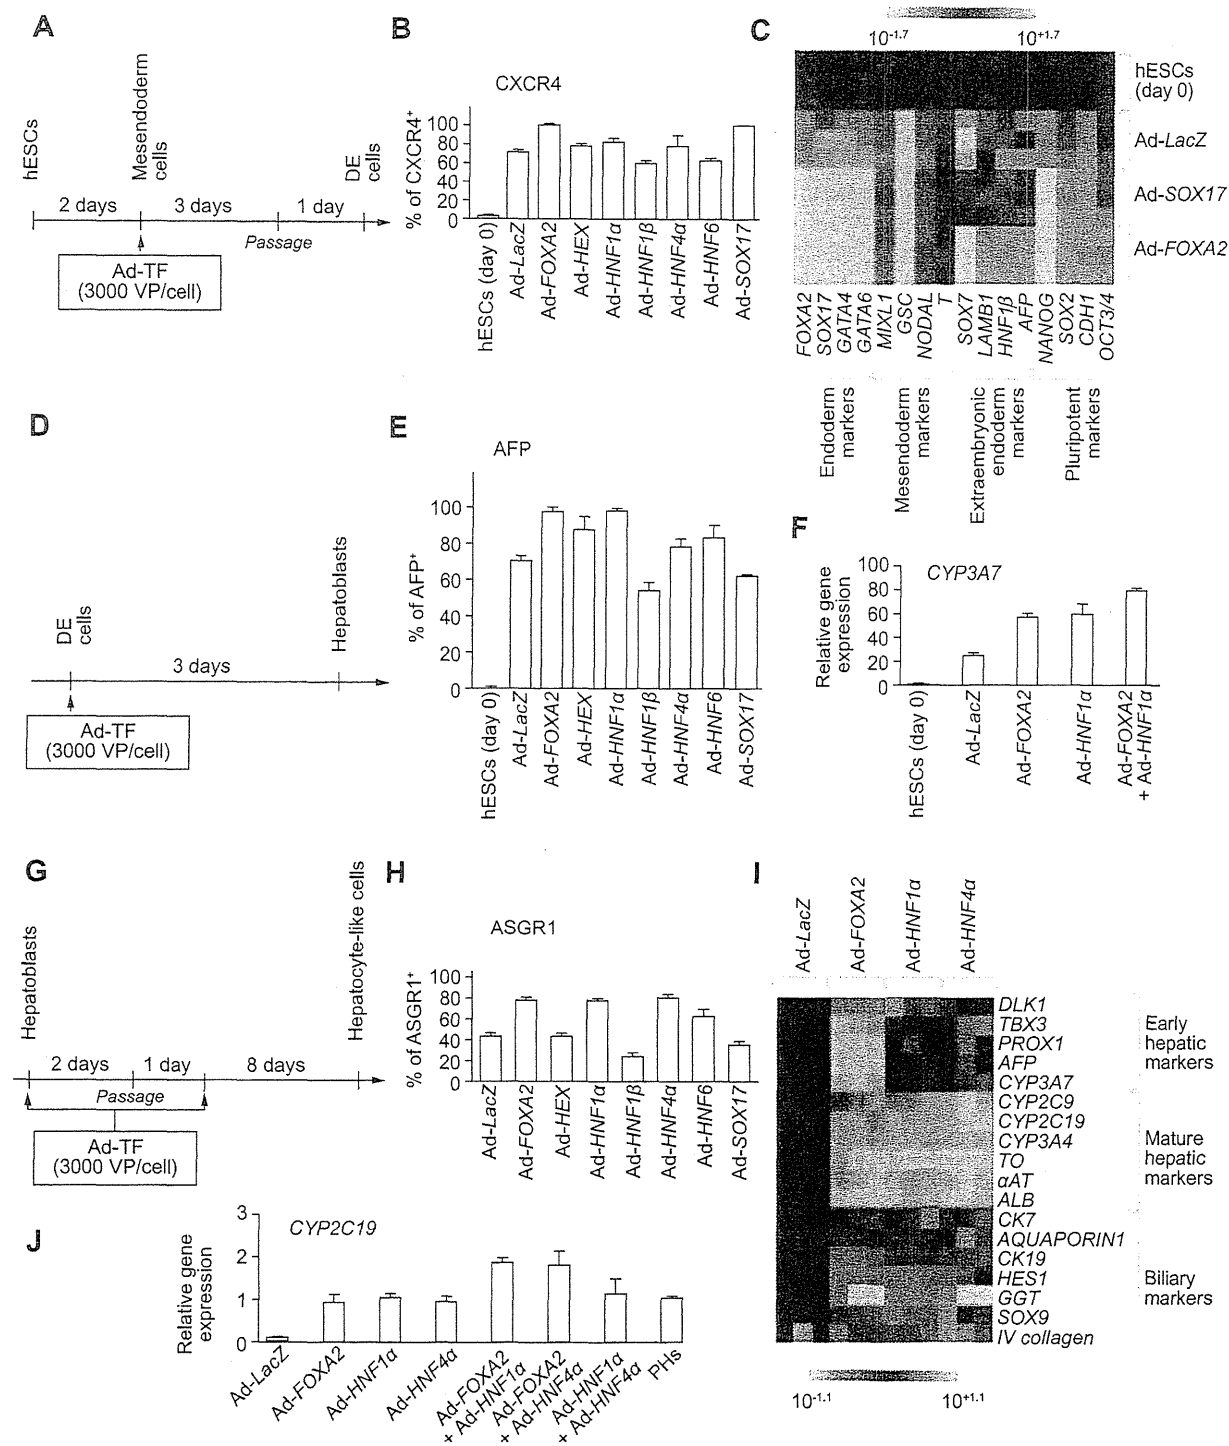 A
hESCs
Mesendoderm
cells
DE
cells
2 days
3 days
1 day
Passage
Ad-TF
(3000 VP/cell)
B
CXCR4
% of CXCR4+
100
80
60
40
20
0
hESCs (day 0)
Ad-LacZ
Ad-FOXA2
Ad-HEX
Ad-HNF1α
Ad-HNF1β
Ad-HNF4α
Ad-HNF6
Ad-SOX17
C
10-1.7
10+1.7
hESCs
(day 0)
Ad-LacZ
Ad-SOX17
Ad-FOXA2
FOXA2
SOX17
GATA4
GATA6
MIXL1
GSC
NODAL
T
SOX7
LAMB1
HNF1β
AFP
NANOG
SOX2
CDH1
OCT3/4
Endoderm
markers
Mesendoderm
markers
Extraembryonic
endoderm
markers
Pluripotent
markers
D
DE
cells
Hepatoblasts
3 days
Ad-TF
(3000 VP/cell)
E
AFP
% of AFP+
100
80
60
40
20
0
hESCs (day 0)
Ad-LacZ
Ad-FOXA2
Ad-HEX
Ad-HNF1α
Ad-HNF1β
Ad-HNF4α
Ad-HNF6
Ad-SOX17
F
CYP3A7
Relative gene
expression
100
80
60
40
20
0
hESCs (day 0)
Ad-LacZ
Ad-FOXA2
Ad-HNF1α
Ad-FOXA2
+ Ad-HNF1α
G
Hepatoblasts
Hepatocyte-like cells
2 days
1 day
8 days
Passage
Ad-TF
(3000 VP/cell)
H
ASGR1
% of ASGR1+
100
80
60
40
20
0
Ad-LacZ
Ad-FOXA2
Ad-HEX
Ad-HNF1α
Ad-HNF1β
Ad-HNF4α
Ad-HNF6
Ad-SOX17
I
Ad-LacZ
Ad-FOXA2
Ad-HNF1α
Ad-HNF4α
DLK1
TBX3
PROX1
AFP
CYP3A7
CYP2C9
CYP2C19
CYP3A4
TO
αAT
ALB
CK7
AQUAPORIN1
CK19
HES1
GGT
SOX9
IV collagen
Early
hepatic
markers
Mature
hepatic
markers
Biliary
markers
10-1.1
10+1.1
J
CYP2C19
Relative gene
expression
3
2
1
0
Ad-LacZ
Ad-FOXA2
Ad-HNF1α
Ad-HNF4α
Ad-FOXA2
+ Ad-HNF1α
Ad-FOXA2
+ Ad-HNF4α
Ad-HNF1α
+ Ad-HNF4α
PHs